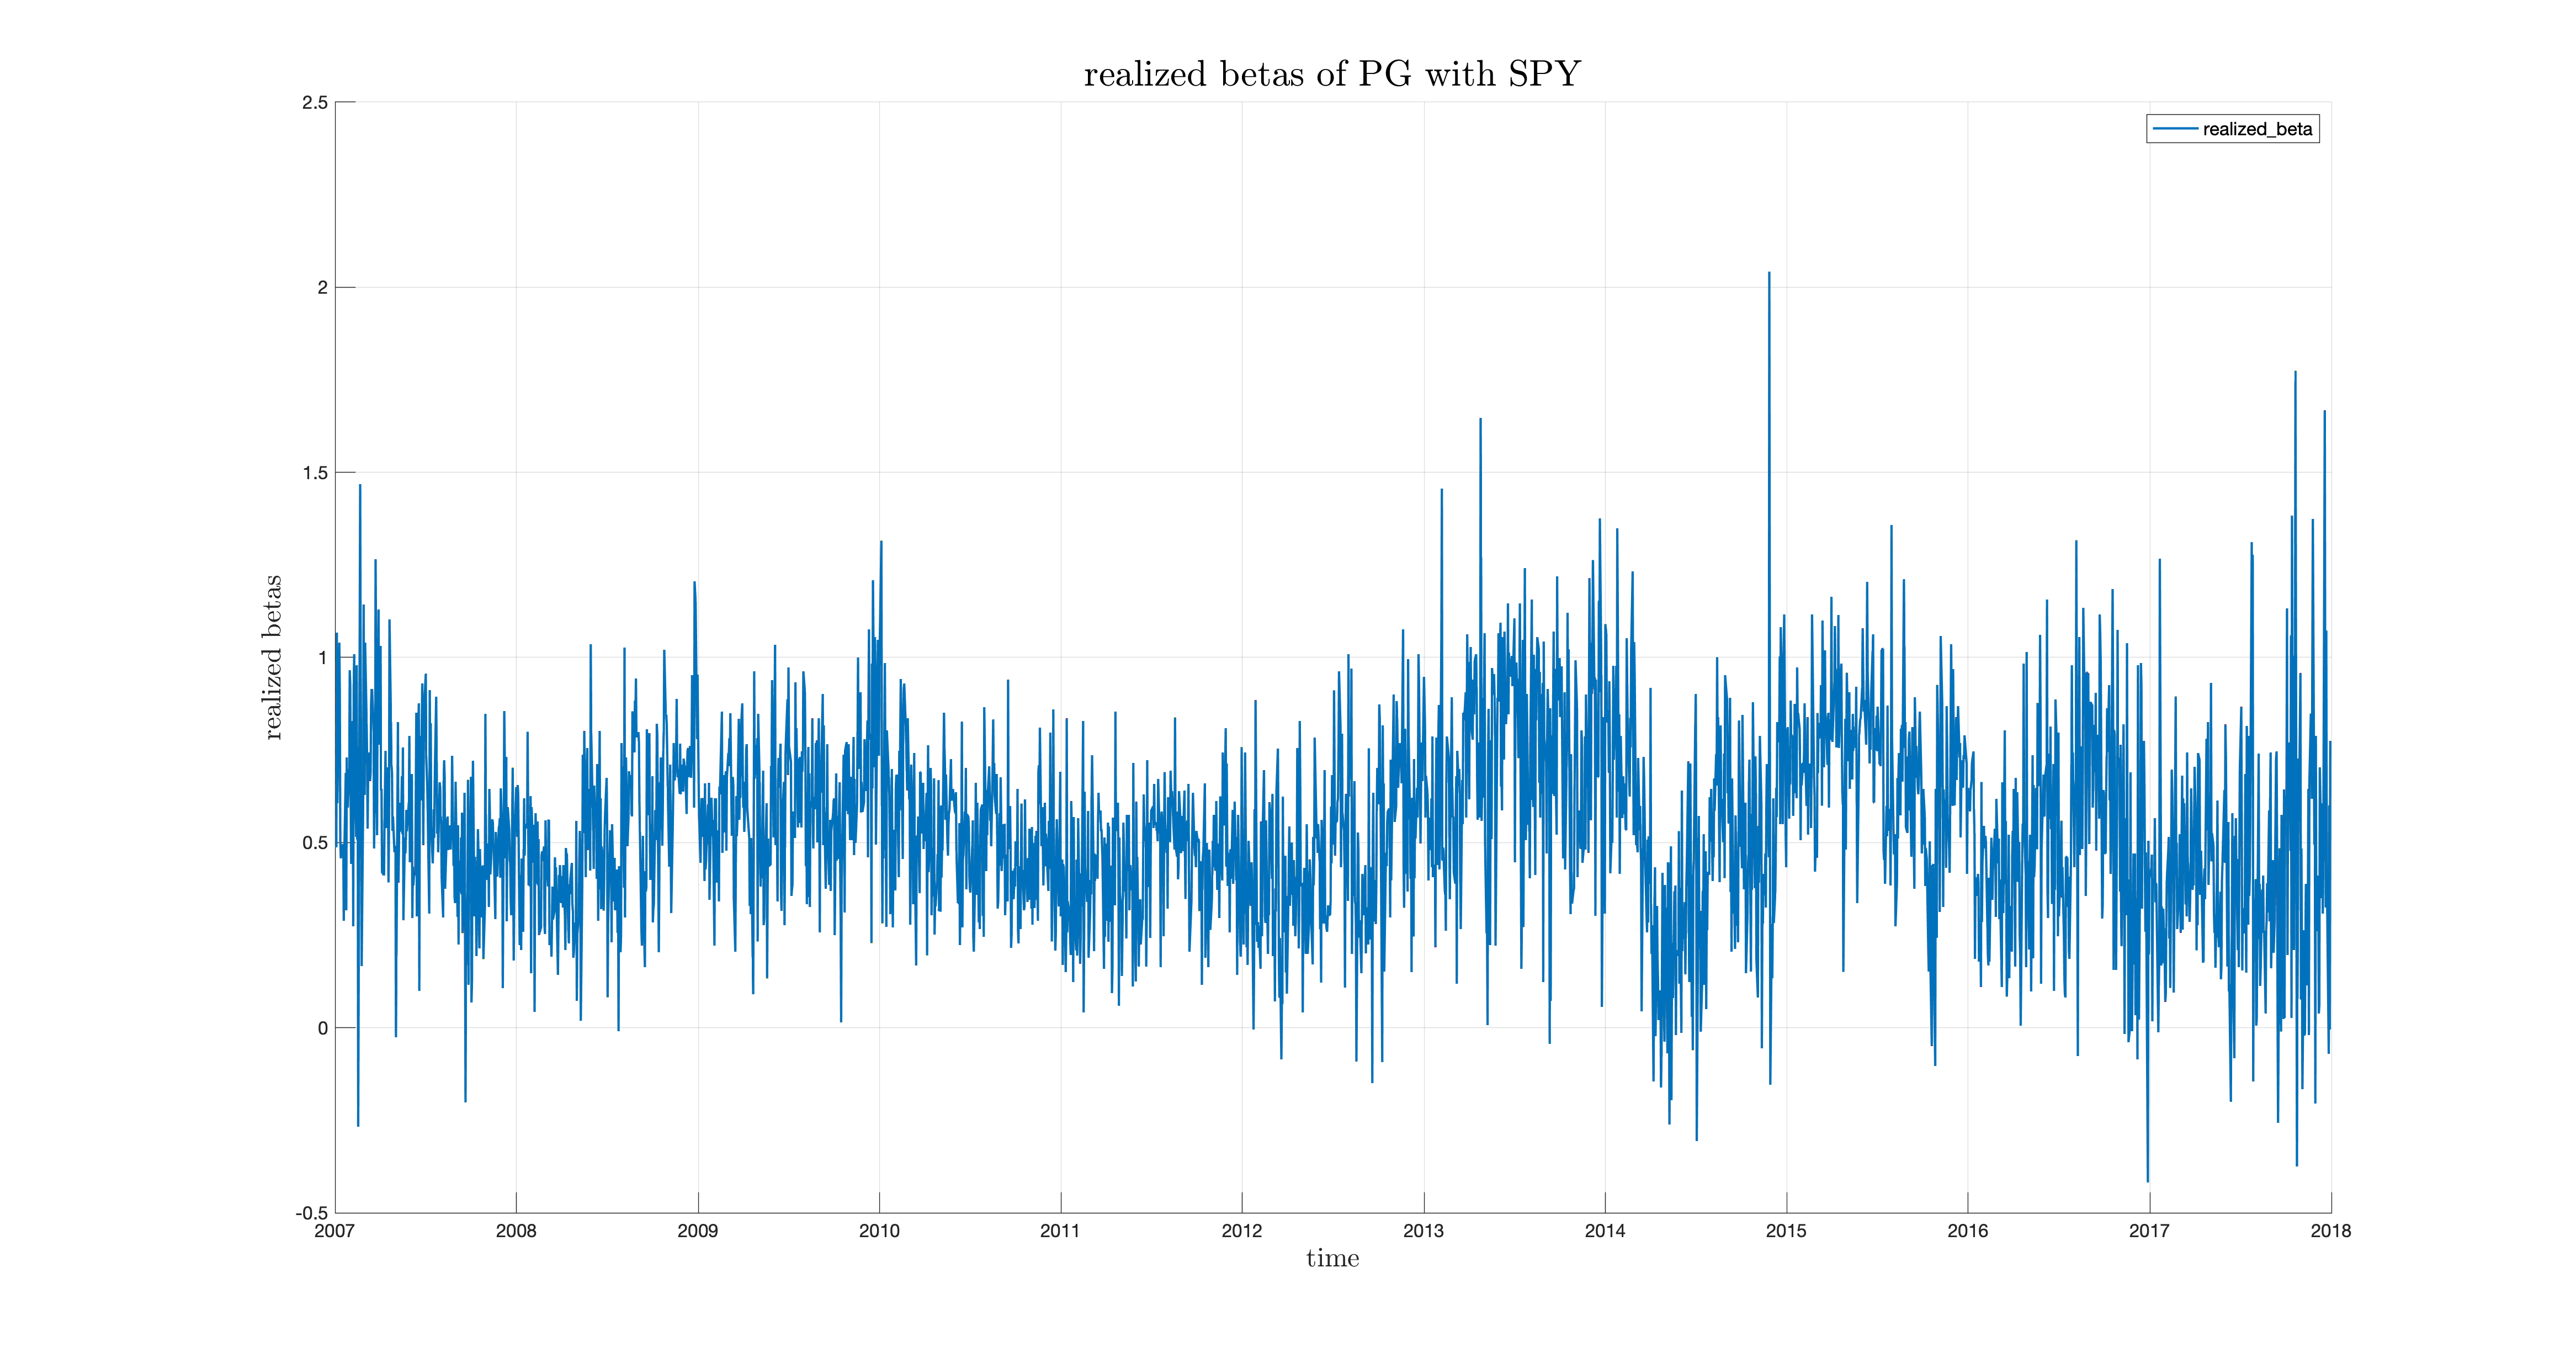 realized betas of PG with SPY
realized_beta
2.5
2
1.5
1
0.5
0
-0.5
realized betas
2007 2008 2009 2010 2011 2012 2013 2014 2015 2016 2017 2018
time